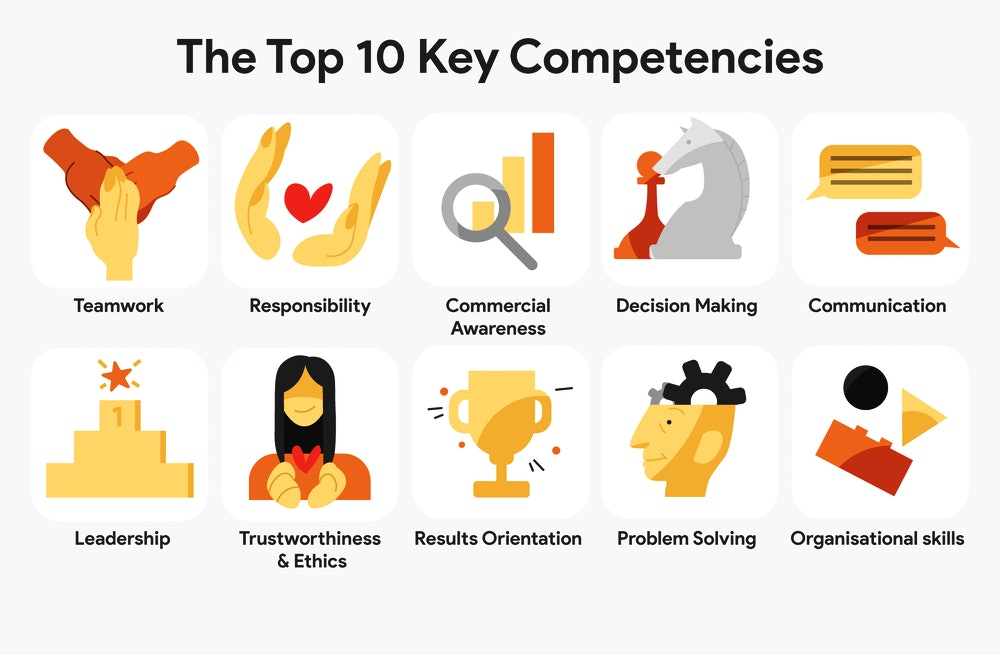 The Top 10 Key Competencies
Teamwork
Responsibility
Commercial
Awareness
Decision Making
Communication
1
Leadership
Trustworthiness
& Ethics
Results Orientation
Problem Solving
Organisational skills